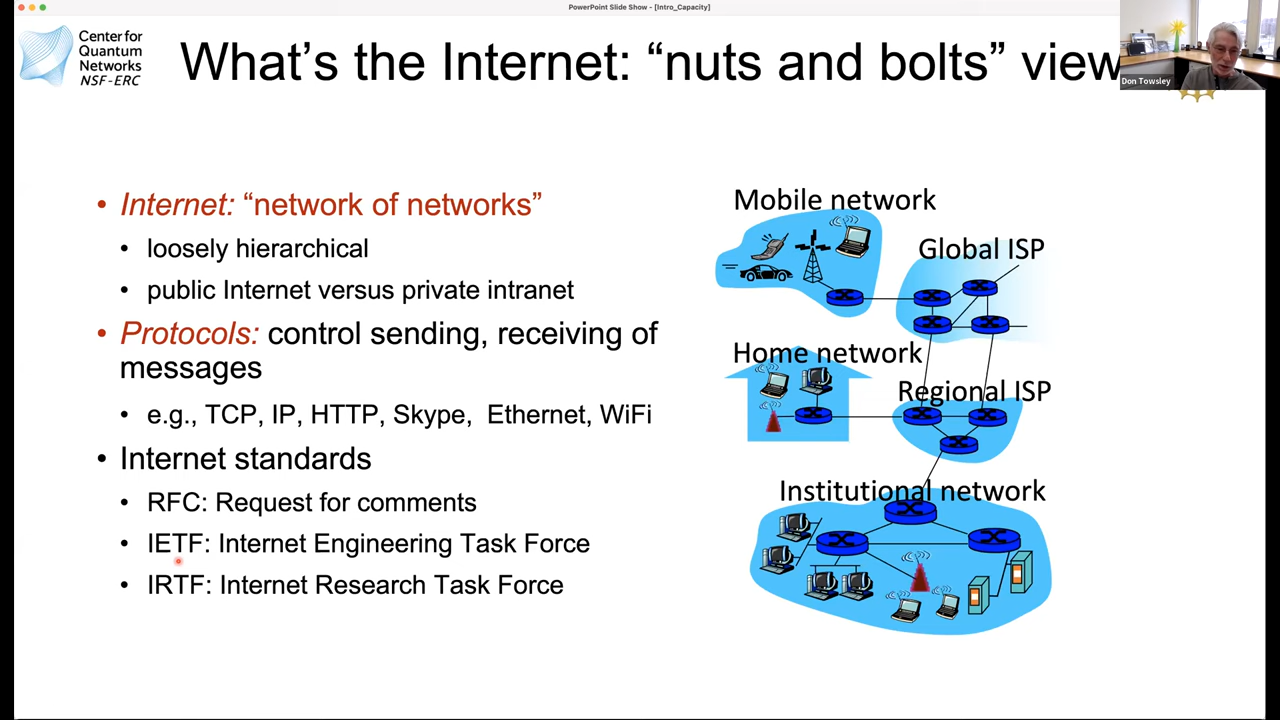 PowerPoint Slide Show - [Intro_Capacity]
Center for
Quantum
Networks
NSF-ERC
What's the Internet: “nuts and bolts” view
Don Towsley
• Internet: “network of networks”
• loosely hierarchical
• public Internet versus private intranet
• Protocols: control sending, receiving of
messages
• e.g., TCP, IP, HTTP, Skype, Ethernet, WiFi
• Internet standards
• RFC: Request for comments
• IETF: Internet Engineering Task Force
• IRTF: Internet Research Task Force
Mobile network
Global ISP
Home network
Regional ISP
Institutional network